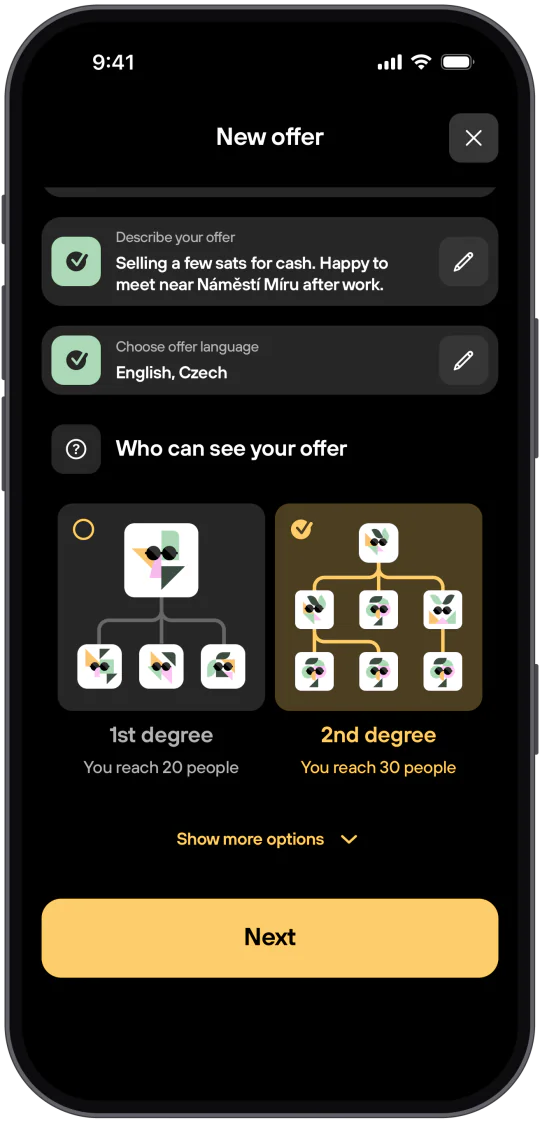 9:41
New offer
Describe your offer
Selling a few sats for cash. Happy to
meet near Náměstí Míru after work.
Choose offer language
English, Czech
Who can see your offer
1st degree
You reach 20 people
2nd degree
You reach 30 people
Show more options
Next